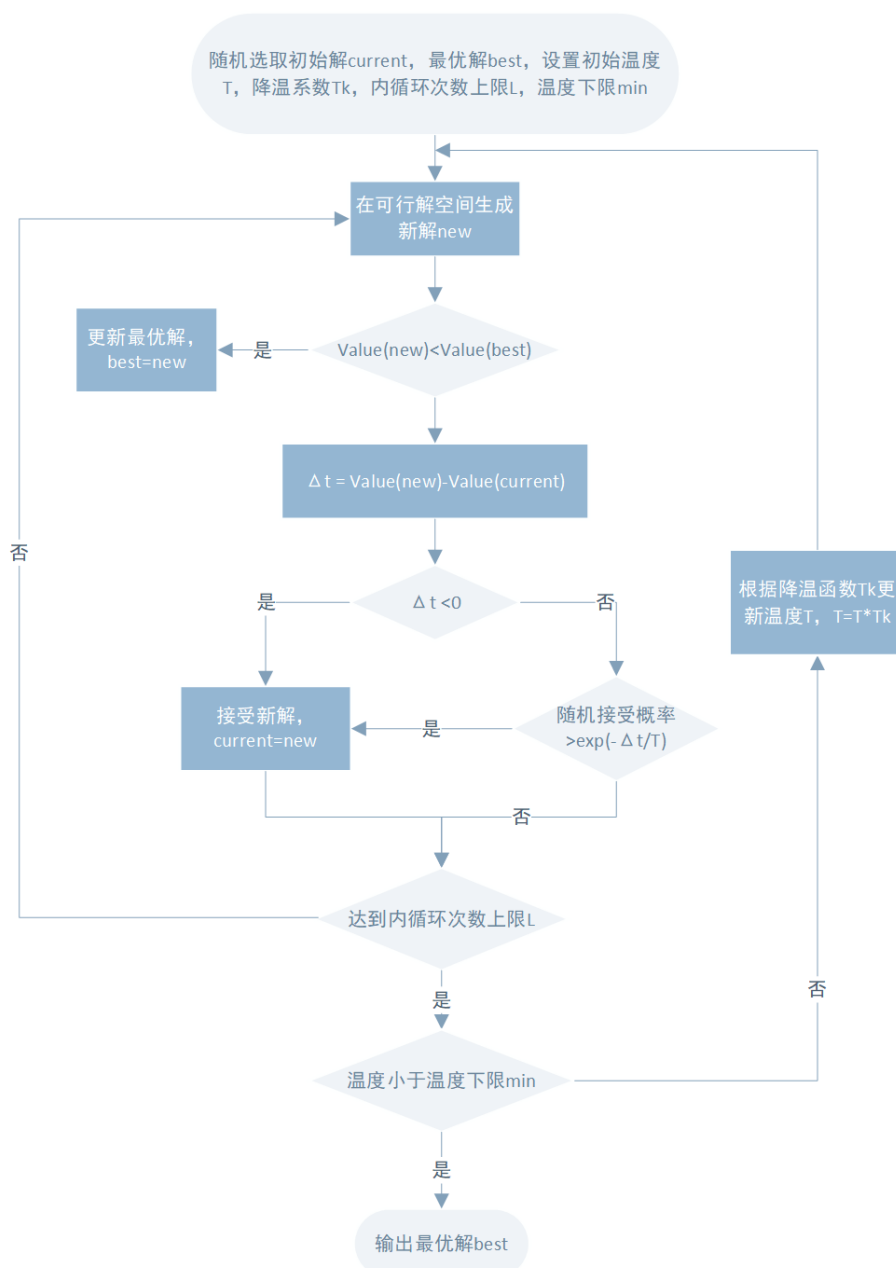 随机选取初始解current，最优解best，设置初始温度
T，降温系数Tk，内循环次数上限L，温度下限min
在可行解空间生成
新解new
更新最优解，
best=new
是
Value(new)<Value(best)
Δt = Value(new)-Value(current)
否
是
Δt <0
否
根据降温函数Tk更
新温度T，T=T*Tk
接受新解，
current=new
是
随机接受概率
>exp(-Δt/T)
否
达到内循环次数上限L
是
否
温度小于温度下限min
是
输出最优解best